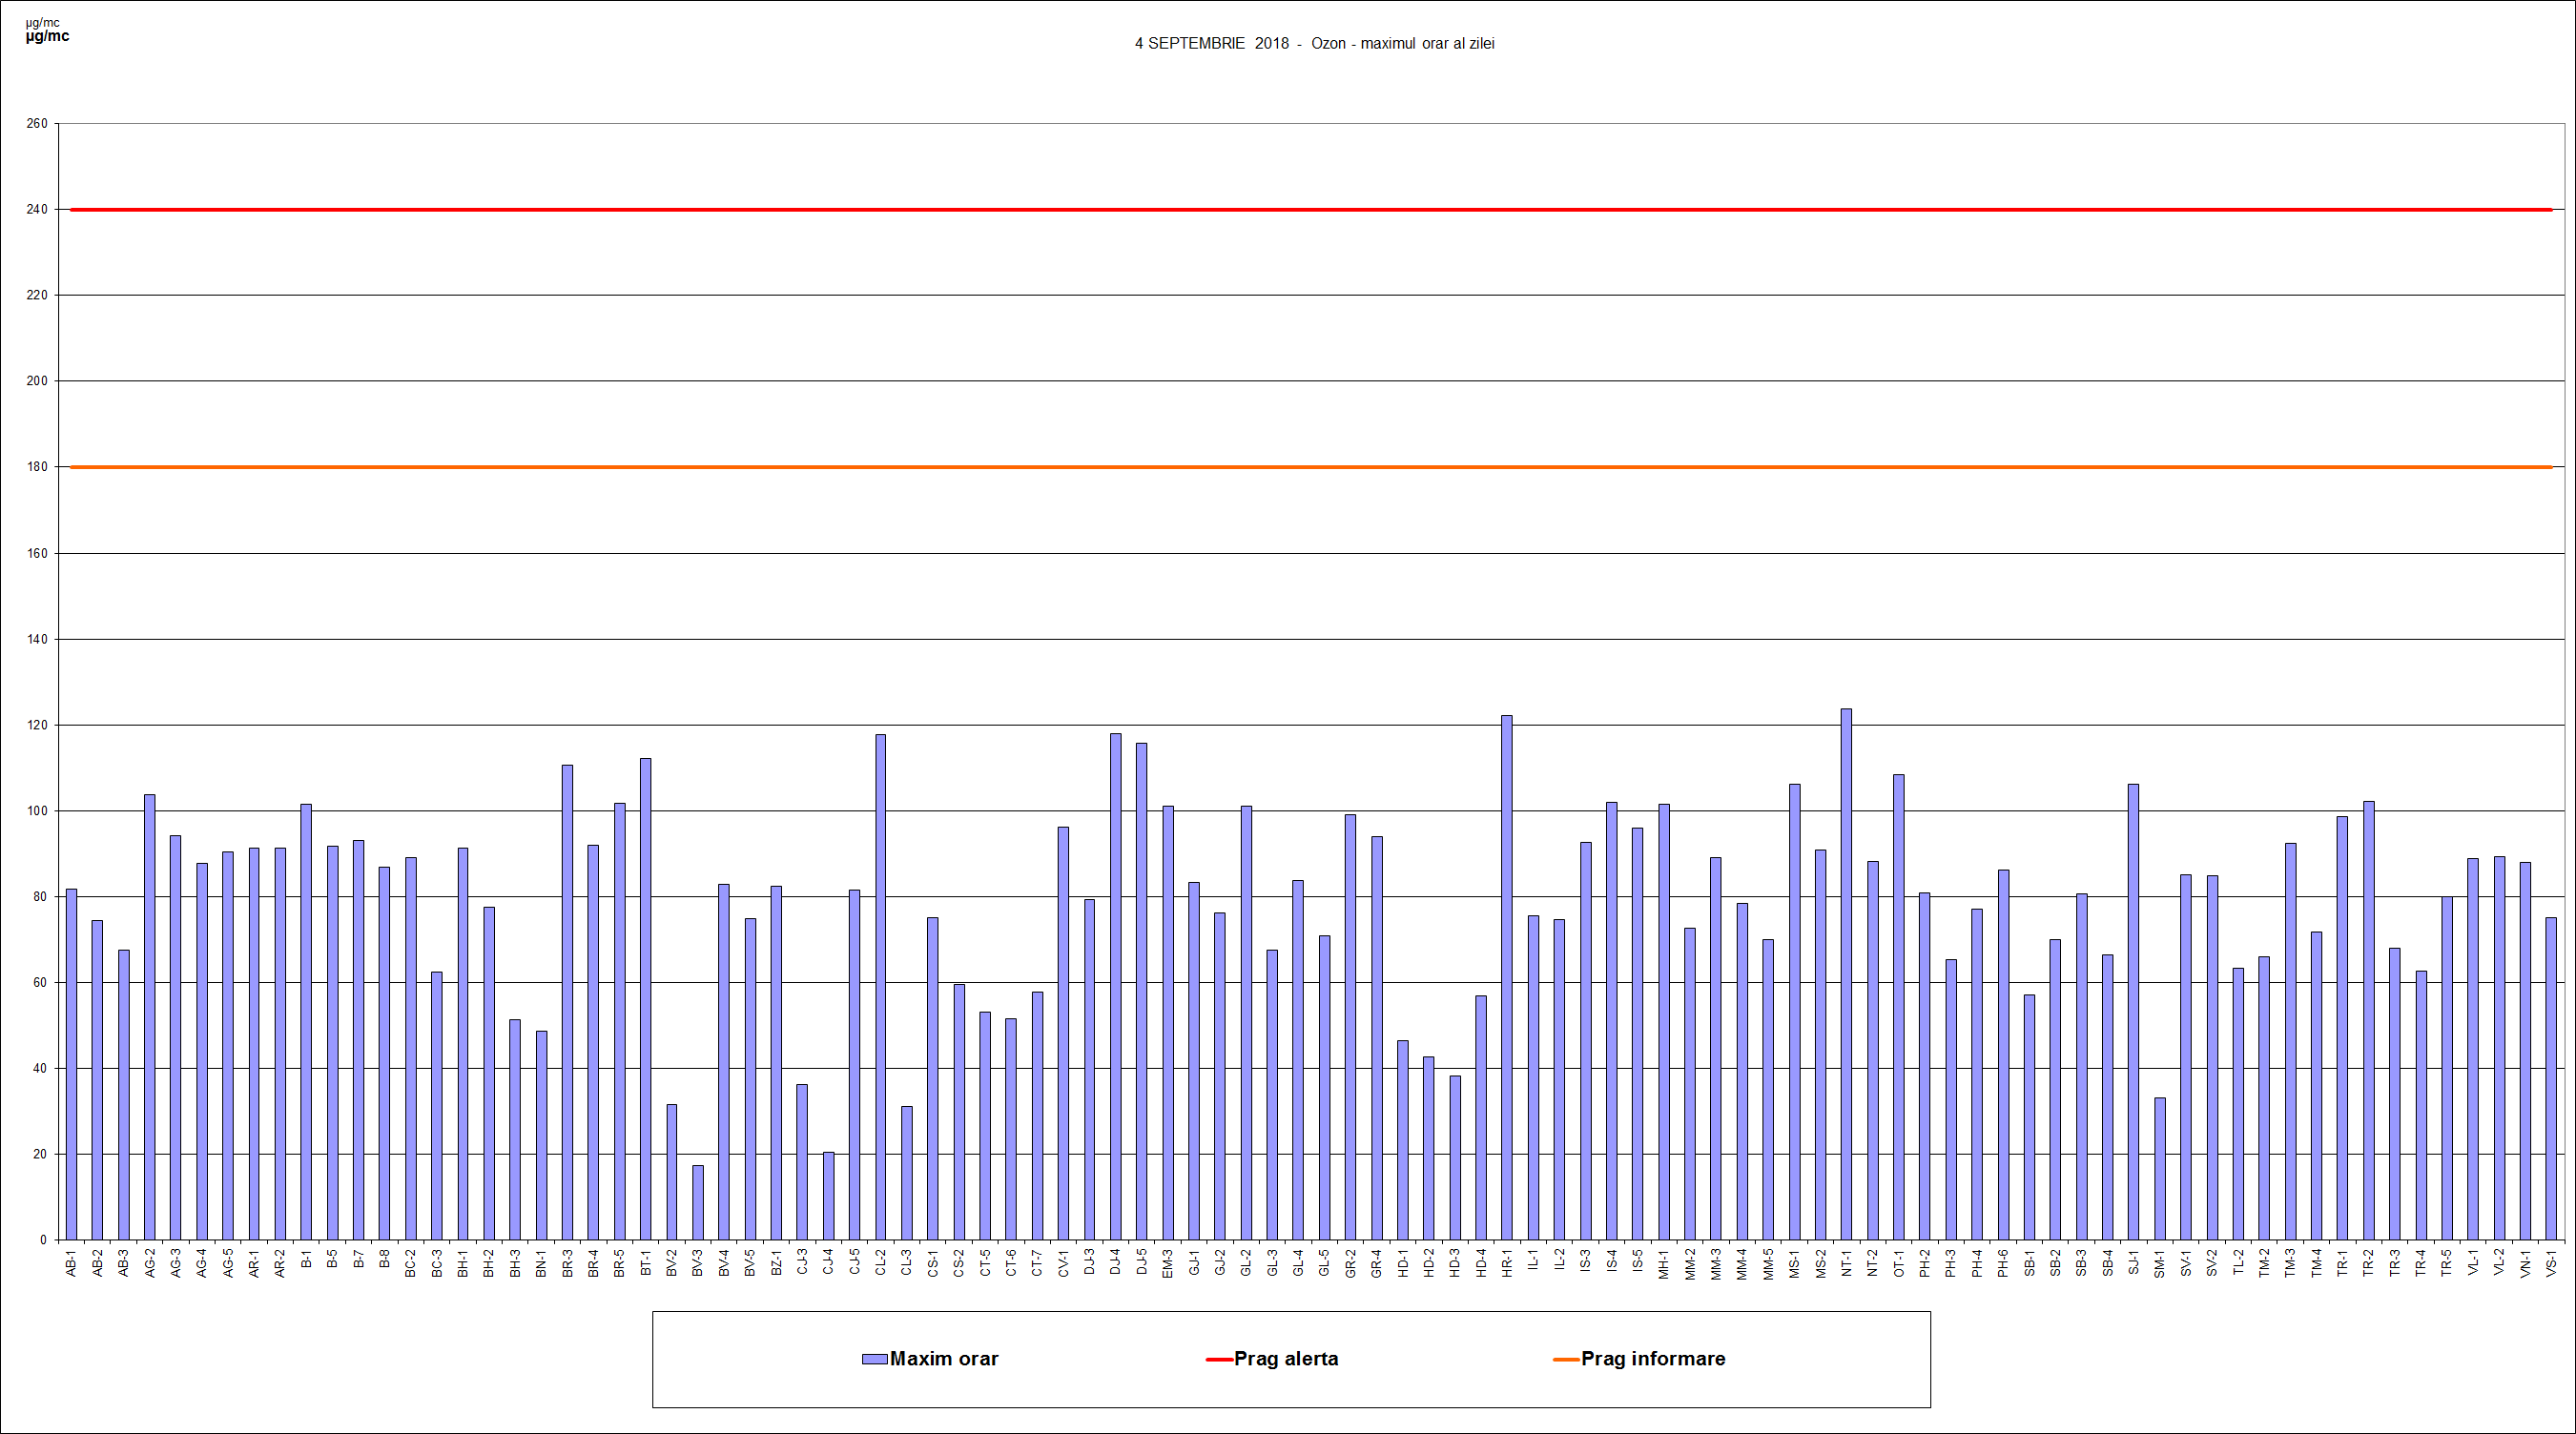 µg/mc
µg/mc
4 SEPTEMBRIE 2018 - Ozon - maximul orar al zilei
260
240
220
200
180
160
140
120
100
80
60
40
20
0
AB-1
AB-2
AB-3
AG-2
AG-3
AG-4
AG-5
AR-1
AR-2
B-1
B-5
B-7
B-8
BC-2
BC-3
BH-1
BH-2
BH-3
BN-1
BR-3
BR-4
BR-5
BT-1
BV-2
BV-3
BV-4
BV-5
BZ-1
CJ-3
CJ-4
CJ-5
CL-2
CL-3
CS-1
CS-2
CT-5
CT-6
CT-7
CV-1
DJ-3
DJ-4
DJ-5
EM-3
GJ-1
GJ-2
GL-2
GL-3
GL-4
GL-5
GR-2
GR-4
HD-1
HD-2
HD-3
HD-4
HR-1
IL-1
IL-2
IS-3
IS-4
IS-5
MH-1
MM-2
MM-3
MM-4
MM-5
MS-1
MS-2
NT-1
NT-2
OT-1
PH-2
PH-3
PH-4
PH-6
SB-1
SB-2
SB-3
SB-4
SJ-1
SM-1
SV-1
SV-2
TL-2
TM-2
TM-3
TM-4
TR-1
TR-2
TR-3
TR-4
TR-5
VL-1
VL-2
VN-1
VS-1
Maxim orar
Prag alerta
Prag informare